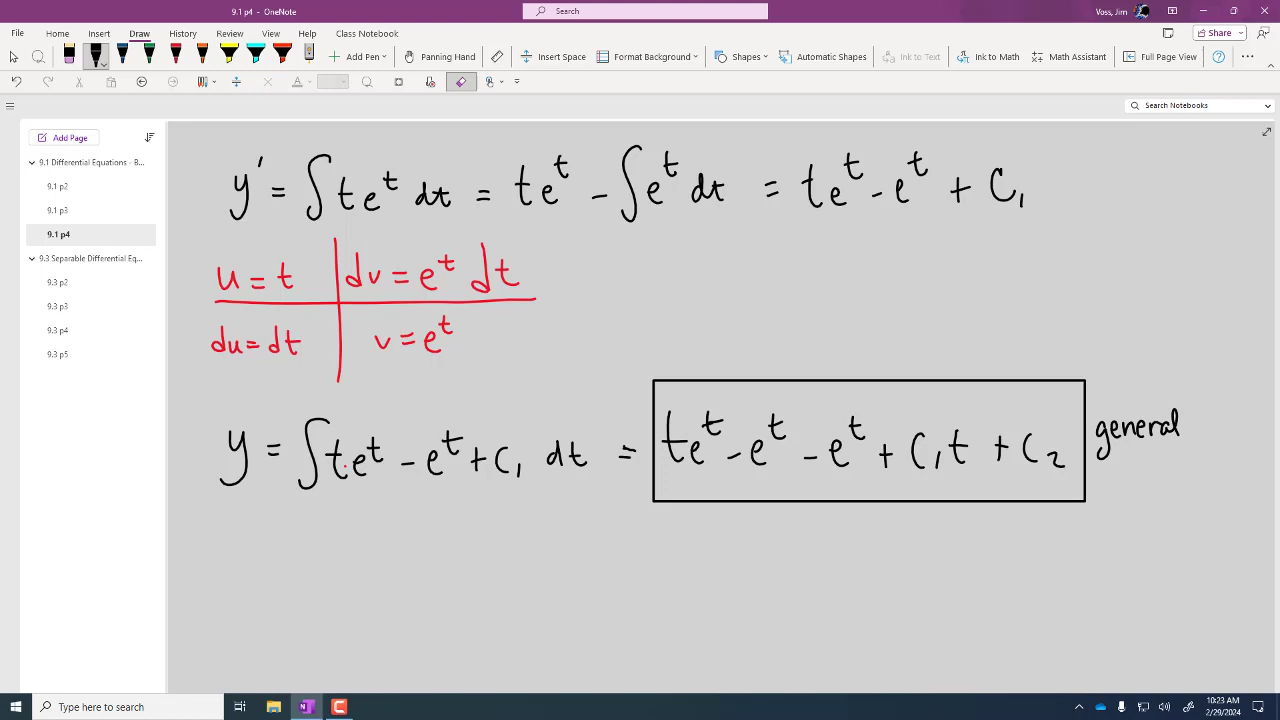 9.1 p4 - OneNote
Search
Voss, Jim
File Home Insert Draw History Review View Help Class Notebook
Share
Add Pen
Panning Hand
Insert Space
Format Background
Shapes
Automatic Shapes
Ink to Text
Ink to Math
Math Assistant
Full Page View
Search Notebooks
Add Page
9.1 Differential Equations - B...
9.1 p2
9.1 p3
9.1 p4
9.3 Separable Differential Eq...
9.3 p2
9.3 p3
9.3 p4
9.3 p5
y' = ∫ te^t dt = te^t - ∫ e^t dt = te^t - e^t + C₁
u = t | dv = e^t dt
du = dt | v = e^t
y = ∫ te^t - e^t + C₁ dt = te^t - e^t - e^t + C₁t + C₂ general
Type here to search
10:23 AM
2/29/2024